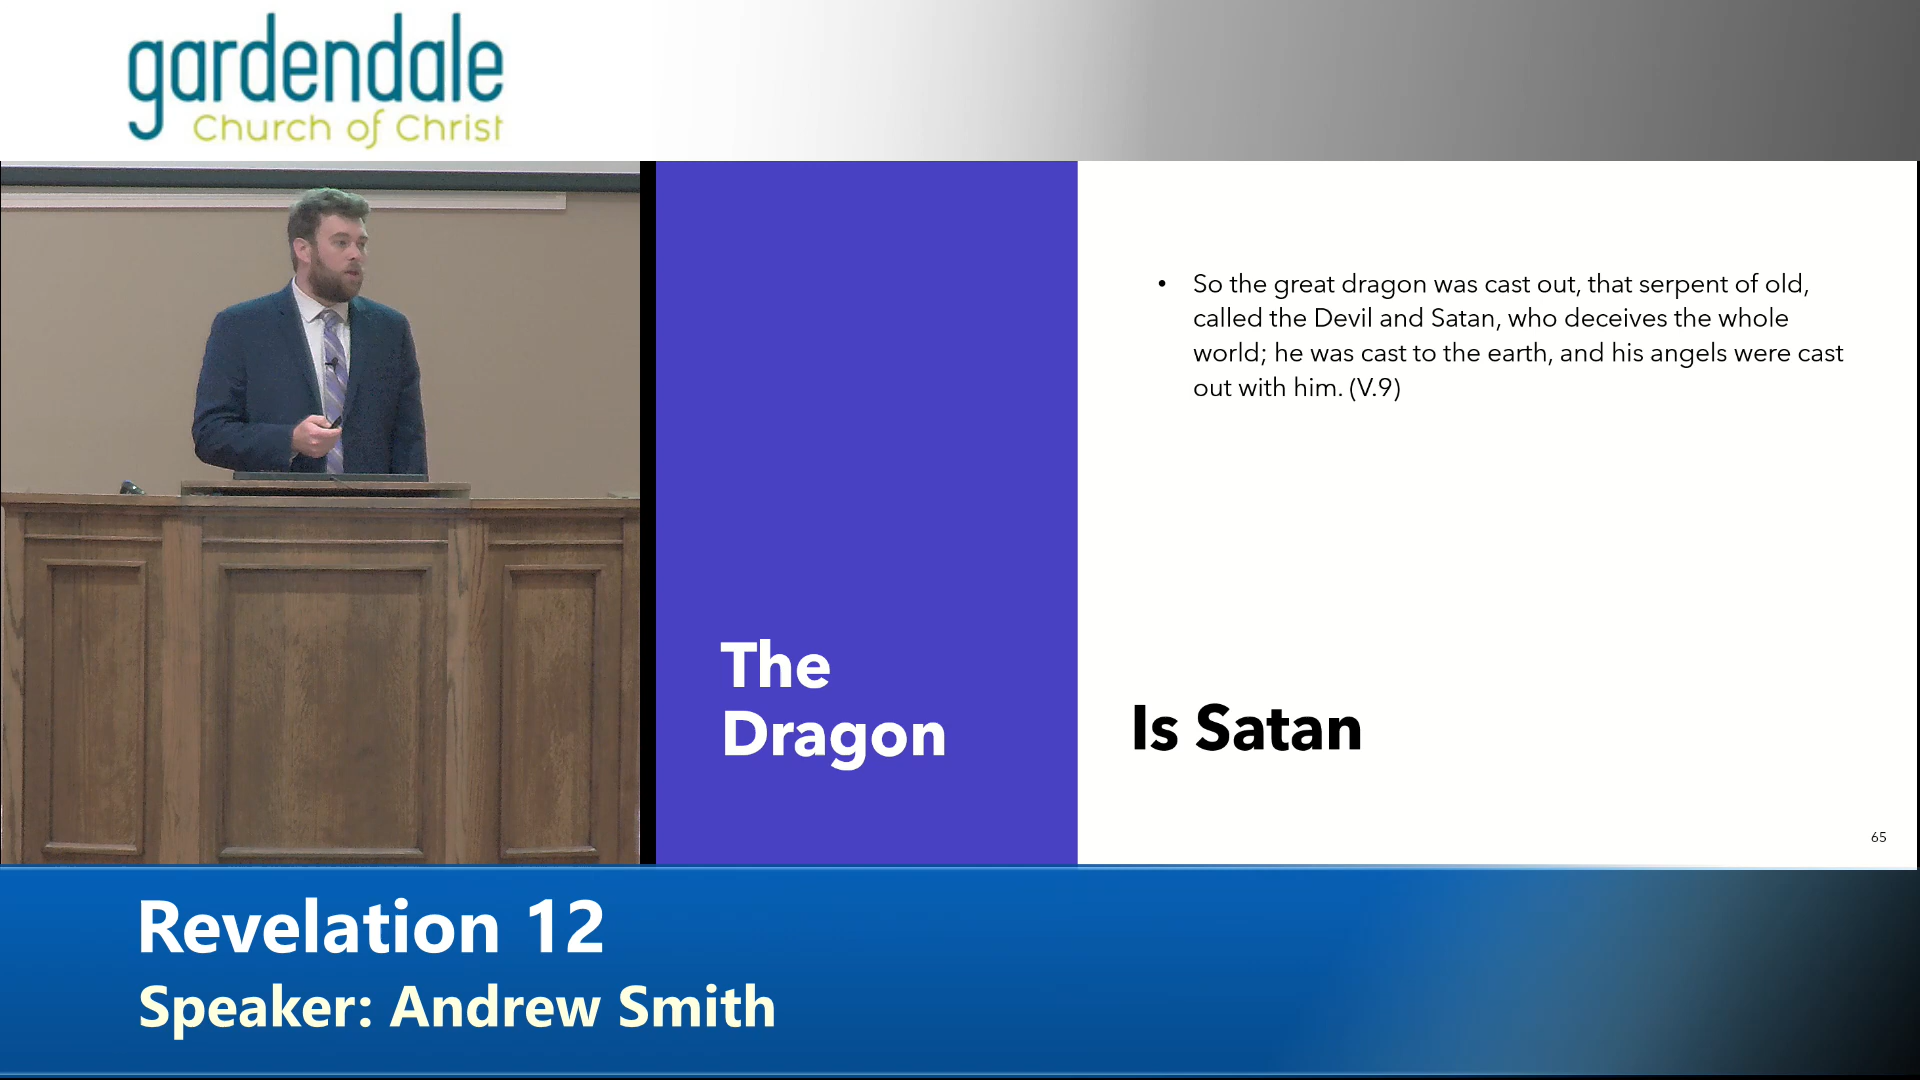 gardendale
Church of Christ
• So the great dragon was cast out, that serpent of old,
called the Devil and Satan, who deceives the whole
world; he was cast to the earth, and his angels were cast
out with him. (V.9)
The
Dragon
Is Satan
65
Revelation 12
Speaker: Andrew Smith